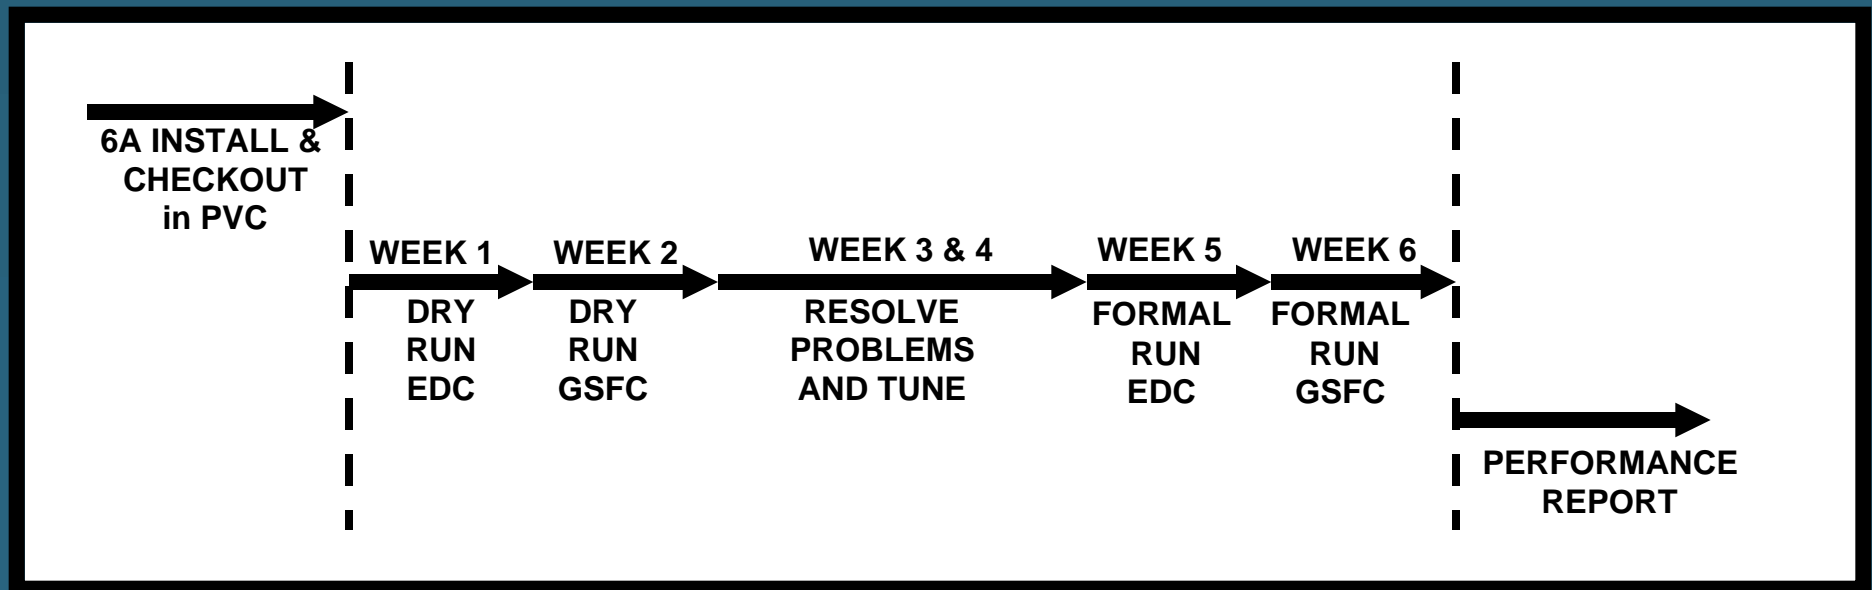 6A INSTALL &
CHECKOUT
in PVC
WEEK 1
DRY
RUN
EDC
WEEK 2
DRY
RUN
GSFC
WEEK 3 & 4
RESOLVE
PROBLEMS
AND TUNE
WEEK 5
FORMAL
RUN
EDC
WEEK 6
FORMAL
RUN
GSFC
PERFORMANCE
REPORT